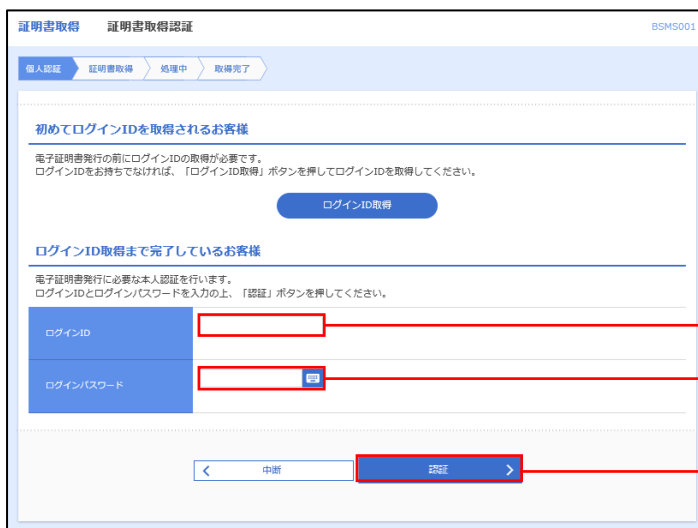 証明書取得 証明書取得認証 BSMS001
個人認証 証明書取得 処理中 取得完了
初めてログインIDを取得されるお客様
電子証明書発行の前にログインIDの取得が必要です。
ログインIDをお持ちでなければ、「ログインID取得」ボタンを押してログインIDを取得してください。
ログインID取得
ログインID取得まで完了しているお客様
電子証明書発行に必要な本人認証を行います。
ログインIDとログインパスワードを入力の上、「認証」ボタンを押してください。
ログインID
ログインパスワード
中断 認証